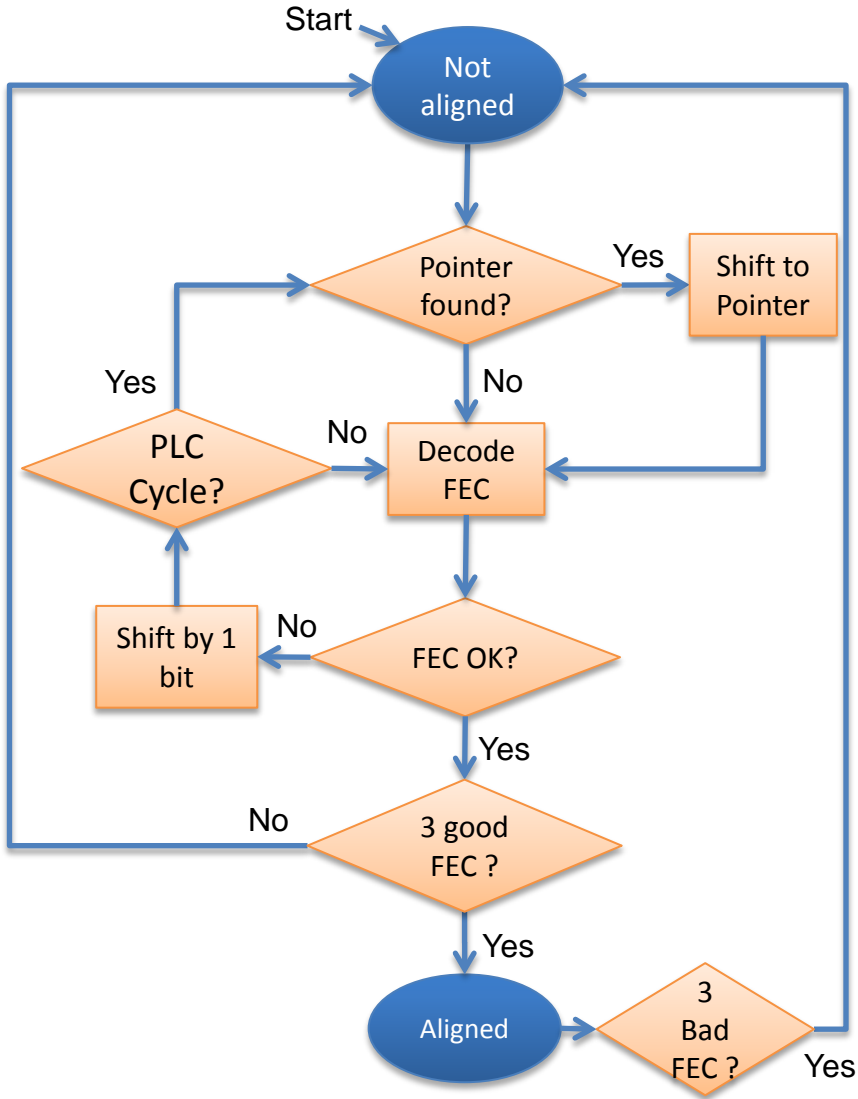 Start
Not
aligned
Pointer
found?
Yes
Shift to
Pointer
No
Yes
PLC
Cycle?
No
Decode
FEC
Shift by 1
bit
No
FEC OK?
Yes
No
3 good
FEC ?
Yes
Aligned
3
Bad
FEC ?
Yes